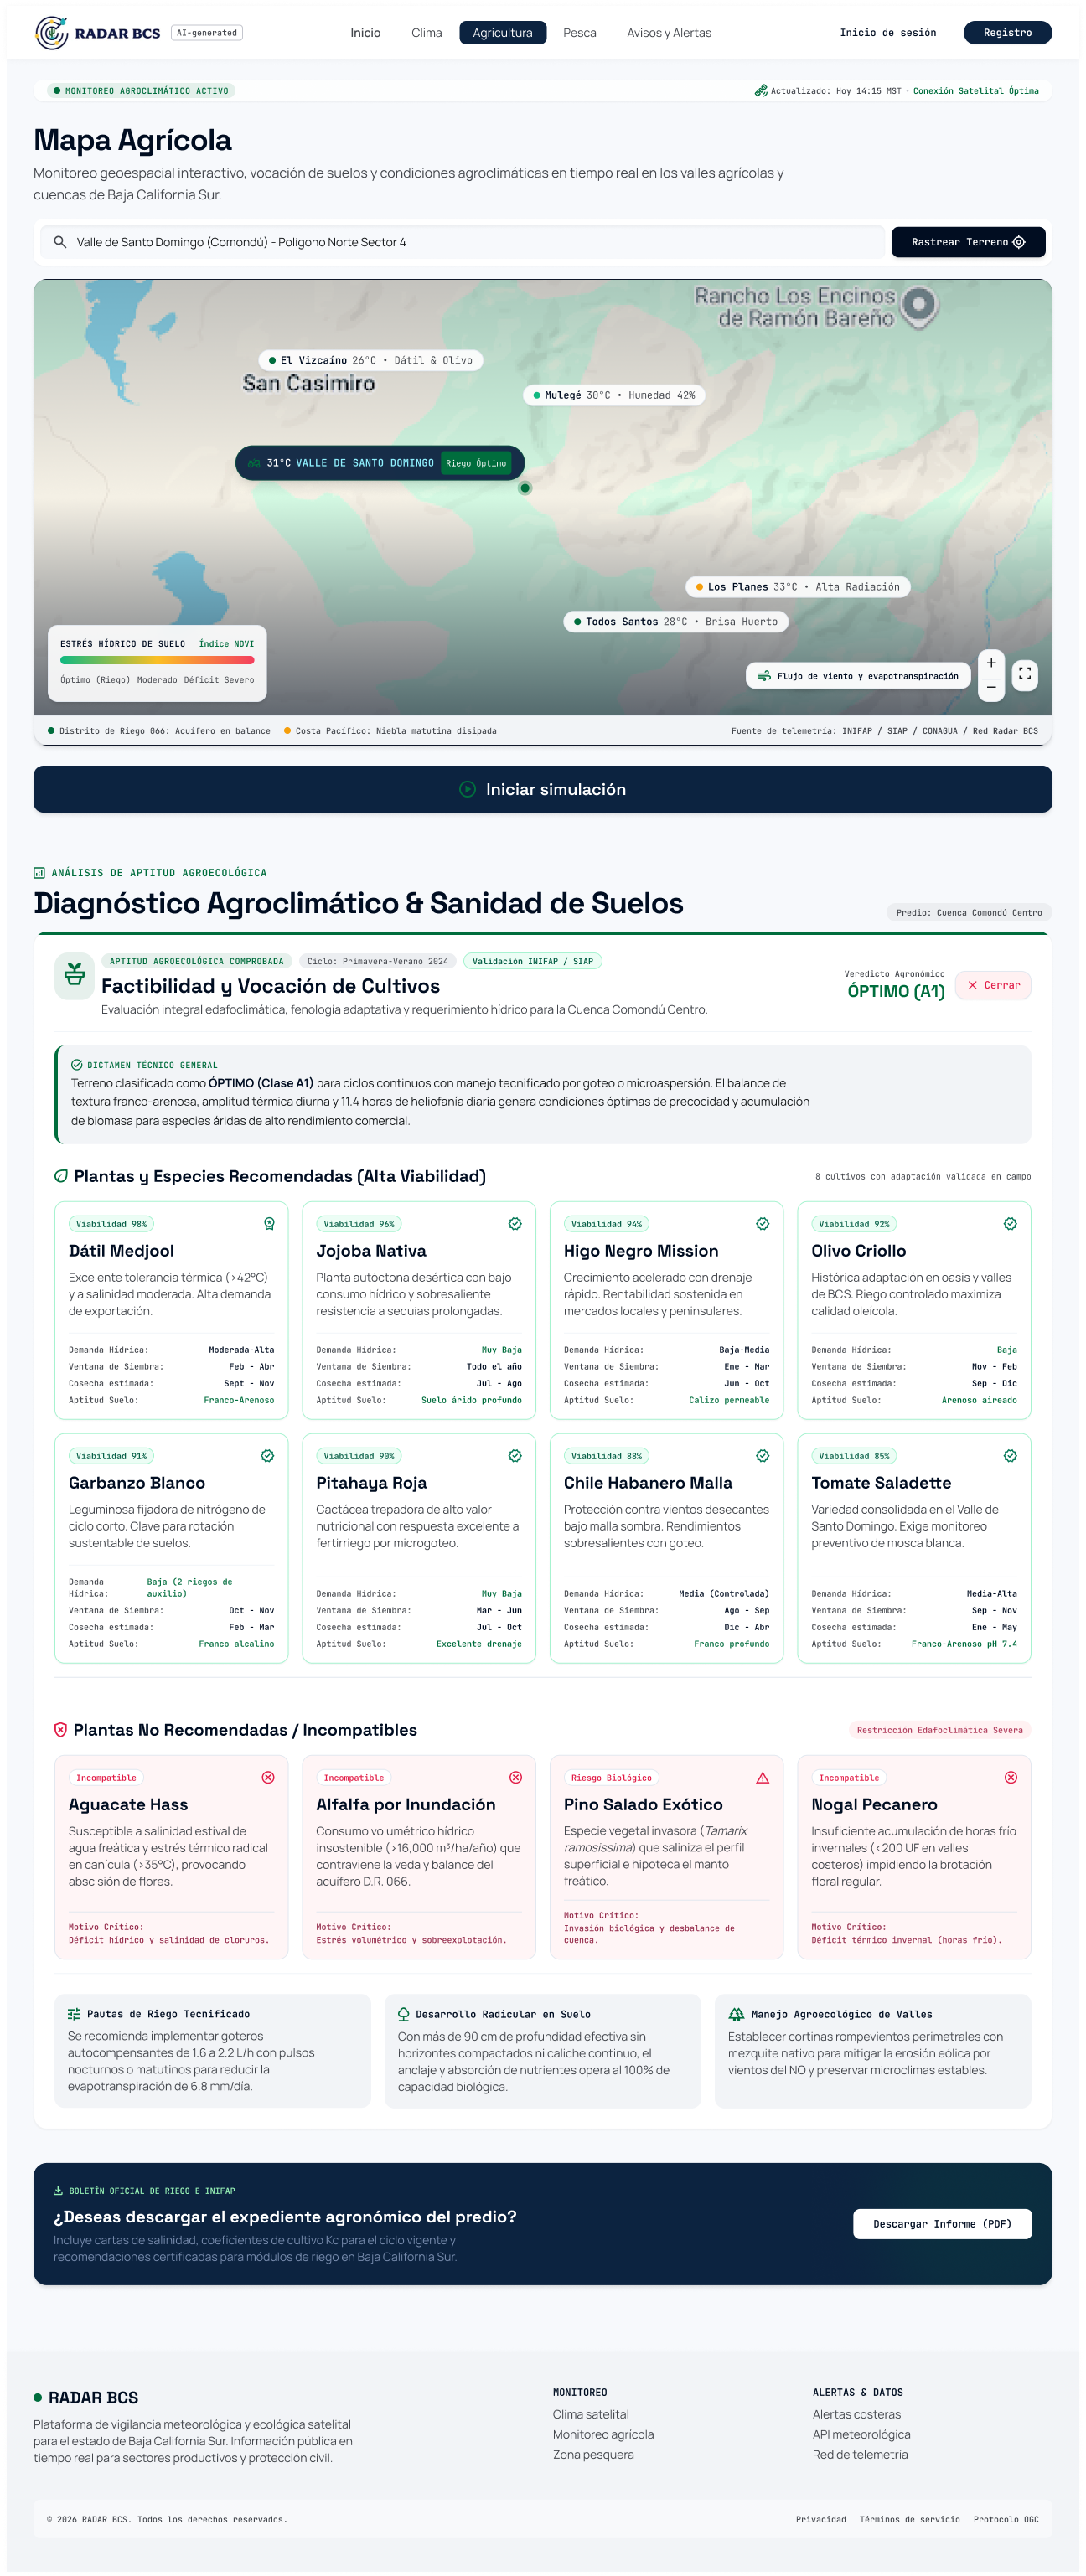 RADAR BCS
AI-generated
Inicio
Clima
Agricultura
Pesca
Avisos y Alertas
Inicio de sesión
Registro
MONITOREO AGROCLIMÁTICO ACTIVO
Actualizado: Hoy 14:15 MST · Conexión Satelital Óptima
Mapa Agrícola
Monitoreo geoespacial interactivo, vocación de suelos y condiciones agroclimáticas en tiempo real en los valles agrícolas y
cuencas de Baja California Sur.
Valle de Santo Domingo (Comondú) - Polígono Norte Sector 4
Rastrear Terreno
Rancho Los Encinos
de Ramón Bareño
El Vizcaíno 26°C • Dátil & Olivo
San Casimiro
Mulegé 30°C • Humedad 42%
31°C VALLE DE SANTO DOMINGO Riego Óptimo
Los Planes 33°C • Alta Radiación
Todos Santos 28°C • Brisa Huerto
ESTRÉS HÍDRICO DE SUELO Índice NDVI
Óptimo (Riego) Moderado Déficit Severo
Flujo de viento y evapotranspiración
+
−
Distrito de Riego 066: Acuífero en balance
Costa Pacífico: Niebla matutina disipada
Fuente de telemetría: INIFAP / SIAP / CONAGUA / Red Radar BCS
Iniciar simulación
ANÁLISIS DE APTITUD AGROECOLÓGICA
Diagnóstico Agroclimático & Sanidad de Suelos
Predio: Cuenca Comondú Centro
APTITUD AGROECOLÓGICA COMPROBADA
Ciclo: Primavera-Verano 2024
Validación INIFAP / SIAP
Factibilidad y Vocación de Cultivos
Evaluación integral edafoclimática, fenología adaptativa y requerimiento hídrico para la Cuenca Comondú Centro.
Veredicto Agronómico
ÓPTIMO (A1)
Cerrar
DICTAMEN TÉCNICO GENERAL
Terreno clasificado como ÓPTIMO (Clase A1) para ciclos continuos con manejo tecnificado por goteo o microaspersión. El balance de
textura franco-arenosa, amplitud térmica diurna y 11.4 horas de heliofanía diaria genera condiciones óptimas de precocidad y acumulación
de biomasa para especies áridas de alto rendimiento comercial.
Plantas y Especies Recomendadas (Alta Viabilidad)
8 cultivos con adaptación validada en campo
Viabilidad 98%
Dátil Medjool
Excelente tolerancia térmica (>42°C)
y a salinidad moderada. Alta demanda
de exportación.
Demanda Hídrica: Moderada-Alta
Ventana de Siembra: Feb - Abr
Cosecha estimada: Sept - Nov
Aptitud Suelo: Franco-Arenoso
Viabilidad 96%
Jojoba Nativa
Planta autóctona desértica con bajo
consumo hídrico y sobresaliente
resistencia a sequías prolongadas.
Demanda Hídrica: Muy Baja
Ventana de Siembra: Todo el año
Cosecha estimada: Jul - Ago
Aptitud Suelo: Suelo árido profundo
Viabilidad 94%
Higo Negro Mission
Crecimiento acelerado con drenaje
rápido. Rentabilidad sostenida en
mercados locales y peninsulares.
Demanda Hídrica: Baja-Media
Ventana de Siembra: Ene - Mar
Cosecha estimada: Jun - Oct
Aptitud Suelo: Calizo permeable
Viabilidad 92%
Olivo Criollo
Histórica adaptación en oasis y valles
de BCS. Riego controlado maximiza
calidad oleícola.
Demanda Hídrica: Baja
Ventana de Siembra: Nov - Feb
Cosecha estimada: Sep - Dic
Aptitud Suelo: Arenoso aireado
Viabilidad 91%
Garbanzo Blanco
Leguminosa fijadora de nitrógeno de
ciclo corto. Clave para rotación
sustentable de suelos.
Demanda Hídrica: Baja (2 riegos de auxilio)
Ventana de Siembra: Oct - Nov
Cosecha estimada: Feb - Mar
Aptitud Suelo: Franco alcalino
Viabilidad 90%
Pitahaya Roja
Cactácea trepadora de alto valor
nutricional con respuesta excelente a
fertirriego por microgoteo.
Demanda Hídrica: Muy Baja
Ventana de Siembra: Mar - Jun
Cosecha estimada: Jul - Oct
Aptitud Suelo: Excelente drenaje
Viabilidad 88%
Chile Habanero Malla
Protección contra vientos desecantes
bajo malla sombra. Rendimientos
sobresalientes con goteo.
Demanda Hídrica: Media (Controlada)
Ventana de Siembra: Ago - Sep
Cosecha estimada: Dic - Abr
Aptitud Suelo: Franco profundo
Viabilidad 85%
Tomate Saladette
Variedad consolidada en el Valle de
Santo Domingo. Exige monitoreo
preventivo de mosca blanca.
Demanda Hídrica: Media-Alta
Ventana de Siembra: Sep - Nov
Cosecha estimada: Ene - May
Aptitud Suelo: Franco-Arenoso pH 7.4
Plantas No Recomendadas / Incompatibles
Restricción Edafoclimática Severa
Incompatible
Aguacate Hass
Susceptible a salinidad estival de
agua freática y estrés térmico radical
en canícula (>35°C), provocando
abscisión de flores.
Motivo Crítico:
Déficit hídrico y salinidad de cloruros.
Incompatible
Alfalfa por Inundación
Consumo volumétrico hídrico
insostenible (>16,000 m³/ha/año) que
contraviene la veda y balance del
acuífero D.R. 066.
Motivo Crítico:
Estrés volumétrico y sobreexplotación.
Riesgo Biológico
Pino Salado Exótico
Especie vegetal invasora (Tamarix
ramosissima) que saliniza el perfil
superficial e hipoteca el manto
freático.
Motivo Crítico:
Invasión biológica y desbalance de
cuenca.
Incompatible
Nogal Pecanero
Insuficiente acumulación de horas frío
invernales (<200 UF en valles
costeros) impidiendo la brotación
floral regular.
Motivo Crítico:
Déficit térmico invernal (horas frío).
Pautas de Riego Tecnificado
Se recomienda implementar goteros
autocompensantes de 1.6 a 2.2 L/h con pulsos
nocturnos o matutinos para reducir la
evapotranspiración de 6.8 mm/día.
Desarrollo Radicular en Suelo
Con más de 90 cm de profundidad efectiva sin
horizontes compactados ni caliche continuo, el
anclaje y absorción de nutrientes opera al 100% de
capacidad biológica.
Manejo Agroecológico de Valles
Establecer cortinas rompevientos perimetrales con
mezquite nativo para mitigar la erosión eólica por
vientos del NO y preservar microclimas estables.
BOLETÍN OFICIAL DE RIEGO E INIFAP
¿Deseas descargar el expediente agronómico del predio?
Incluye cartas de salinidad, coeficientes de cultivo Kc para el ciclo vigente y
recomendaciones certificadas para módulos de riego en Baja California Sur.
Descargar Informe (PDF)
RADAR BCS
Plataforma de vigilancia meteorológica y ecológica satelital
para el estado de Baja California Sur. Información pública en
tiempo real para sectores productivos y protección civil.
MONITOREO
Clima satelital
Monitoreo agrícola
Zona pesquera
ALERTAS & DATOS
Alertas costeras
API meteorológica
Red de telemetría
© 2026 RADAR BCS. Todos los derechos reservados.
Privacidad
Términos de servicio
Protocolo OGC